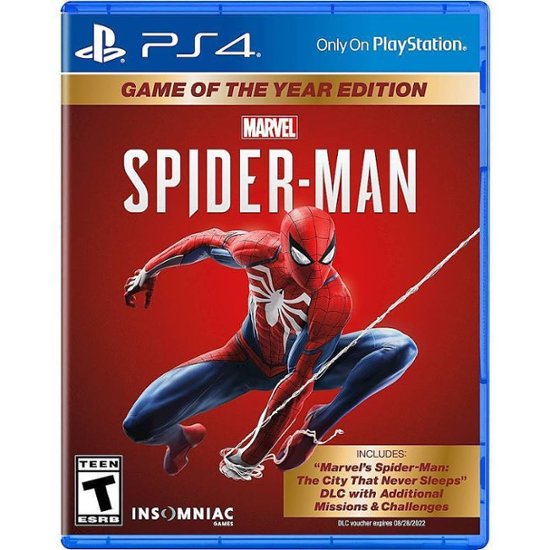 PS4 Only On PlayStation®
GAME OF THE YEAR EDITION
MARVEL
SPIDER-MAN
INCLUDES:
"Marvel's Spider-Man:
The City That Never Sleeps"
DLC with Additional
Missions & Challenges
DLC voucher expires 08/28/2022
TEEN
T
ESRB
INSOMNIAC
GAMES